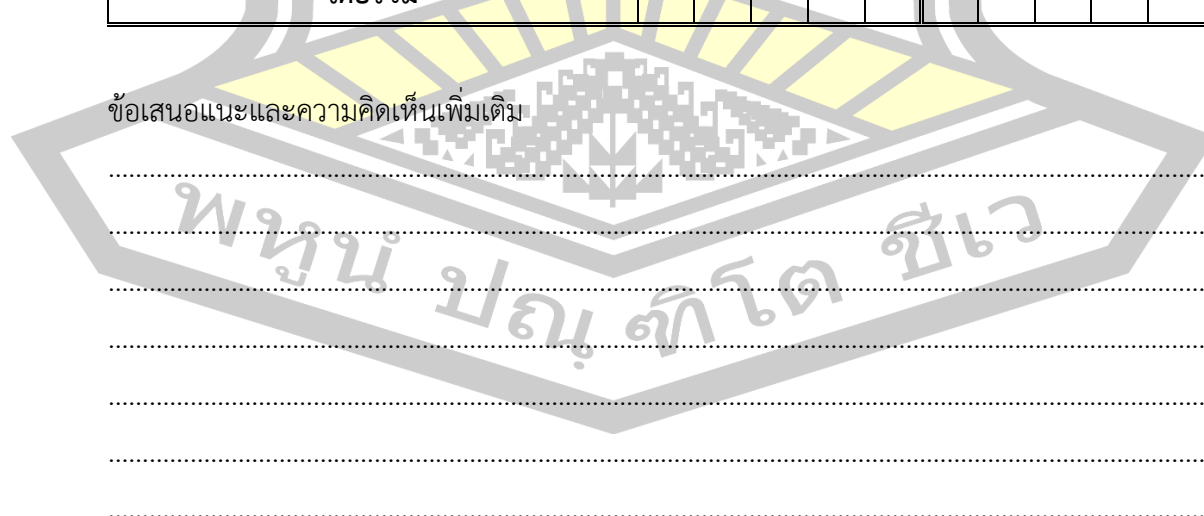 ข้อเสนอแนะและความคิดเห็นเพิ่มเติม
พหูนํ ปณฺฑิโต ชีเว